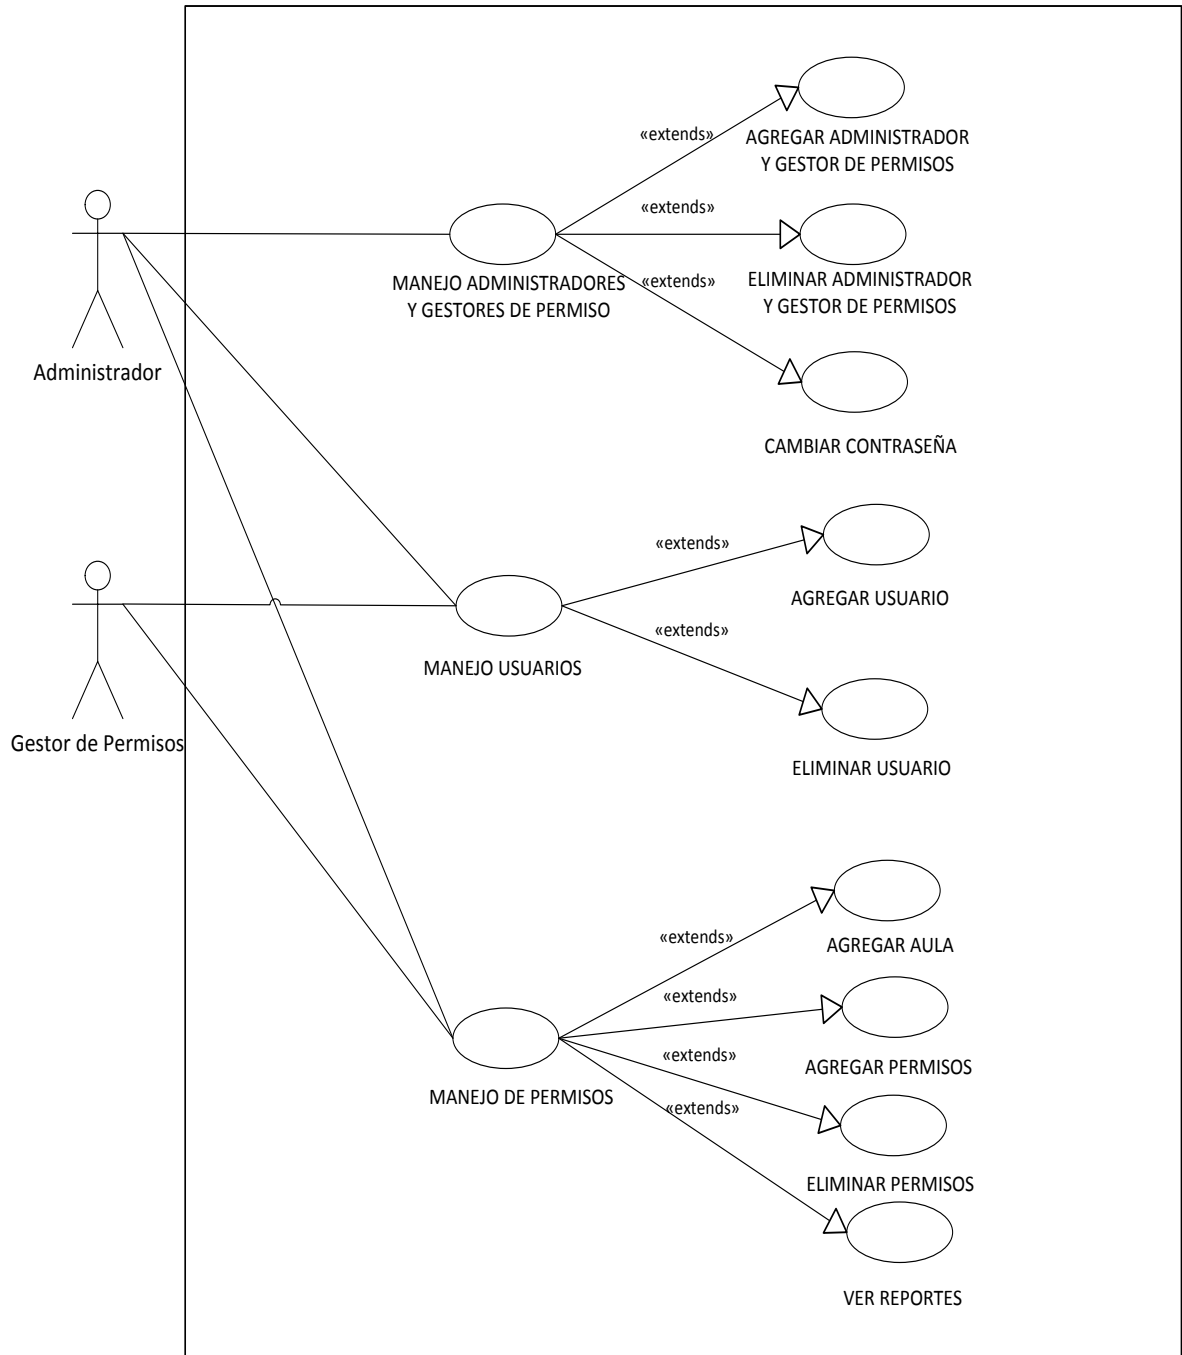 «extends»
AGREGAR ADMINISTRADOR
Y GESTOR DE PERMISOS
«extends»
MANEJO ADMINISTRADORES
Y GESTORES DE PERMISO
«extends»
ELIMINAR ADMINISTRADOR
Y GESTOR DE PERMISOS
Administrador
CAMBIAR CONTRASEÑA
«extends»
AGREGAR USUARIO
«extends»
MANEJO USUARIOS
Gestor de Permisos
ELIMINAR USUARIO
«extends»
AGREGAR AULA
«extends»
AGREGAR PERMISOS
«extends»
MANEJO DE PERMISOS
«extends»
ELIMINAR PERMISOS
VER REPORTES